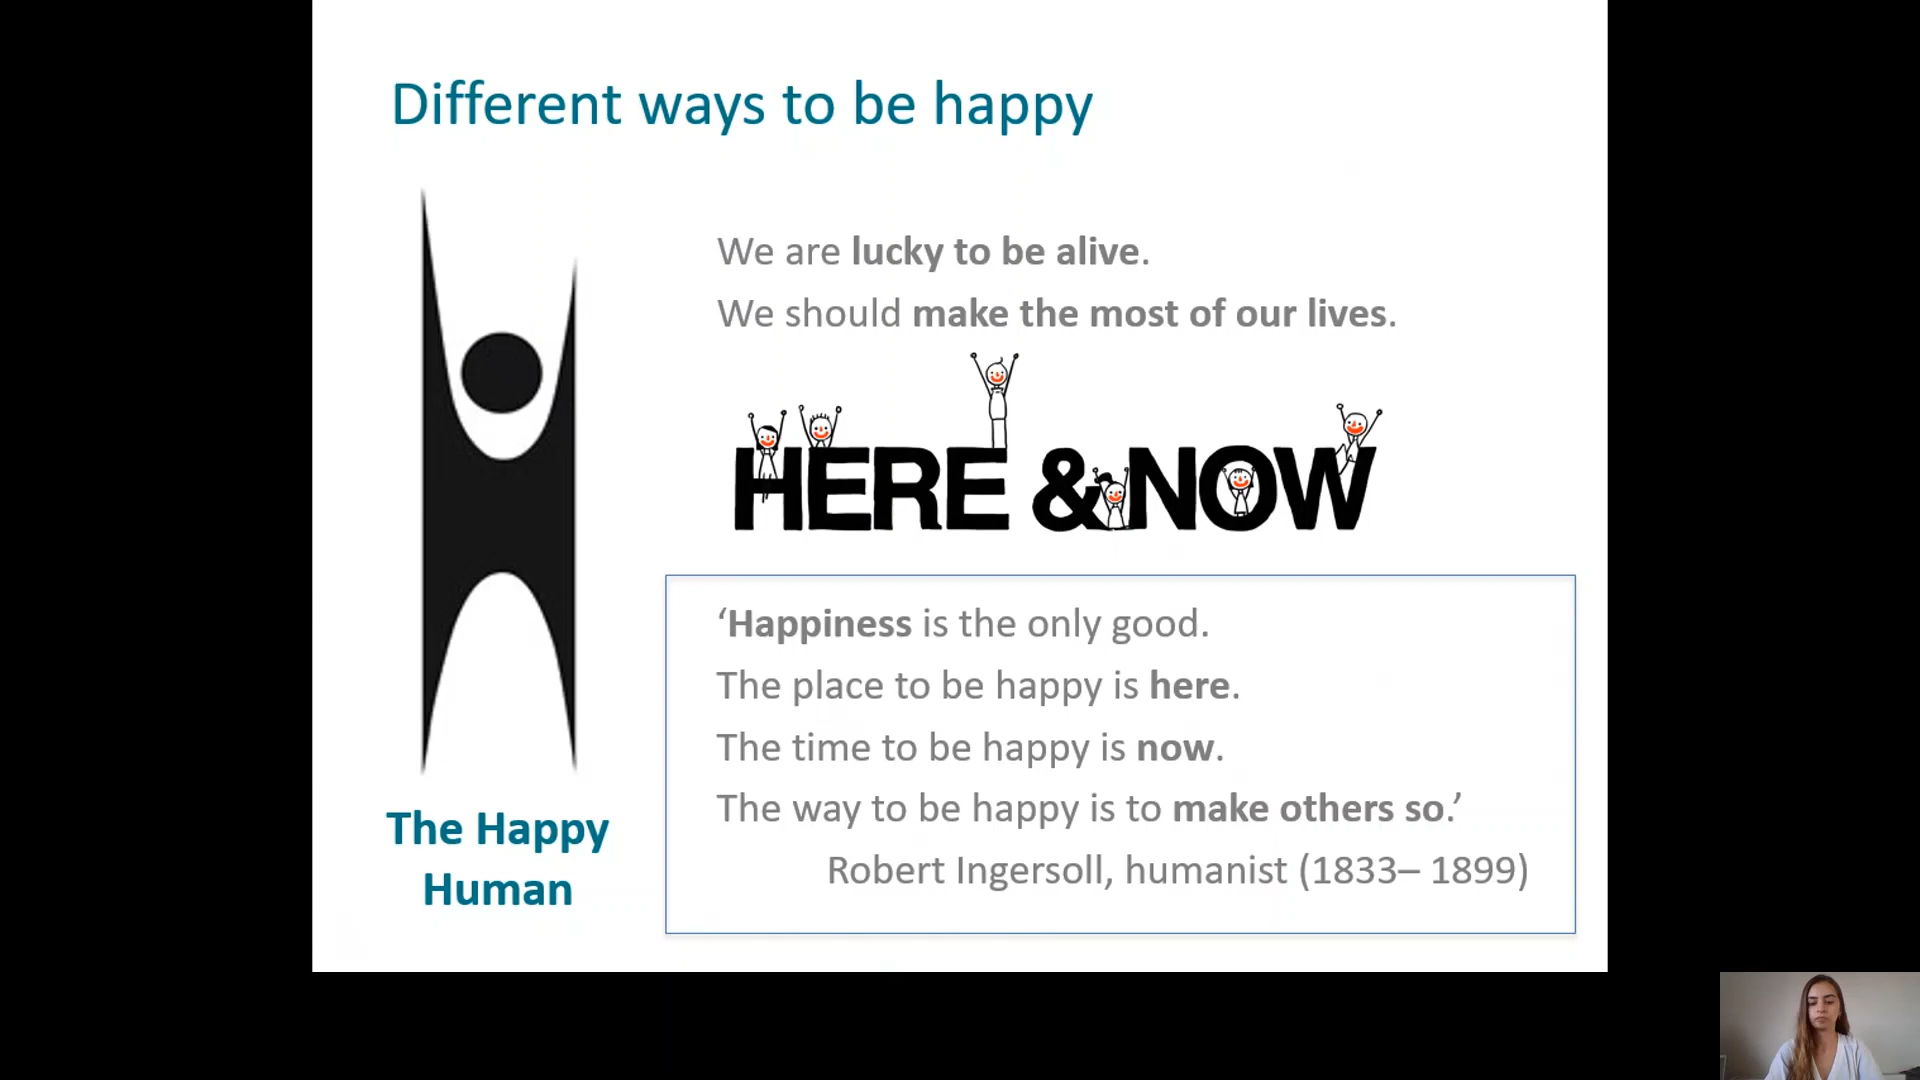 Different ways to be happy
We are lucky to be alive.
We should make the most of our lives.
HERE & NOW
‘Happiness is the only good.
The place to be happy is here.
The time to be happy is now.
The way to be happy is to make others so.’
Robert Ingersoll, humanist (1833– 1899)
The Happy
Human